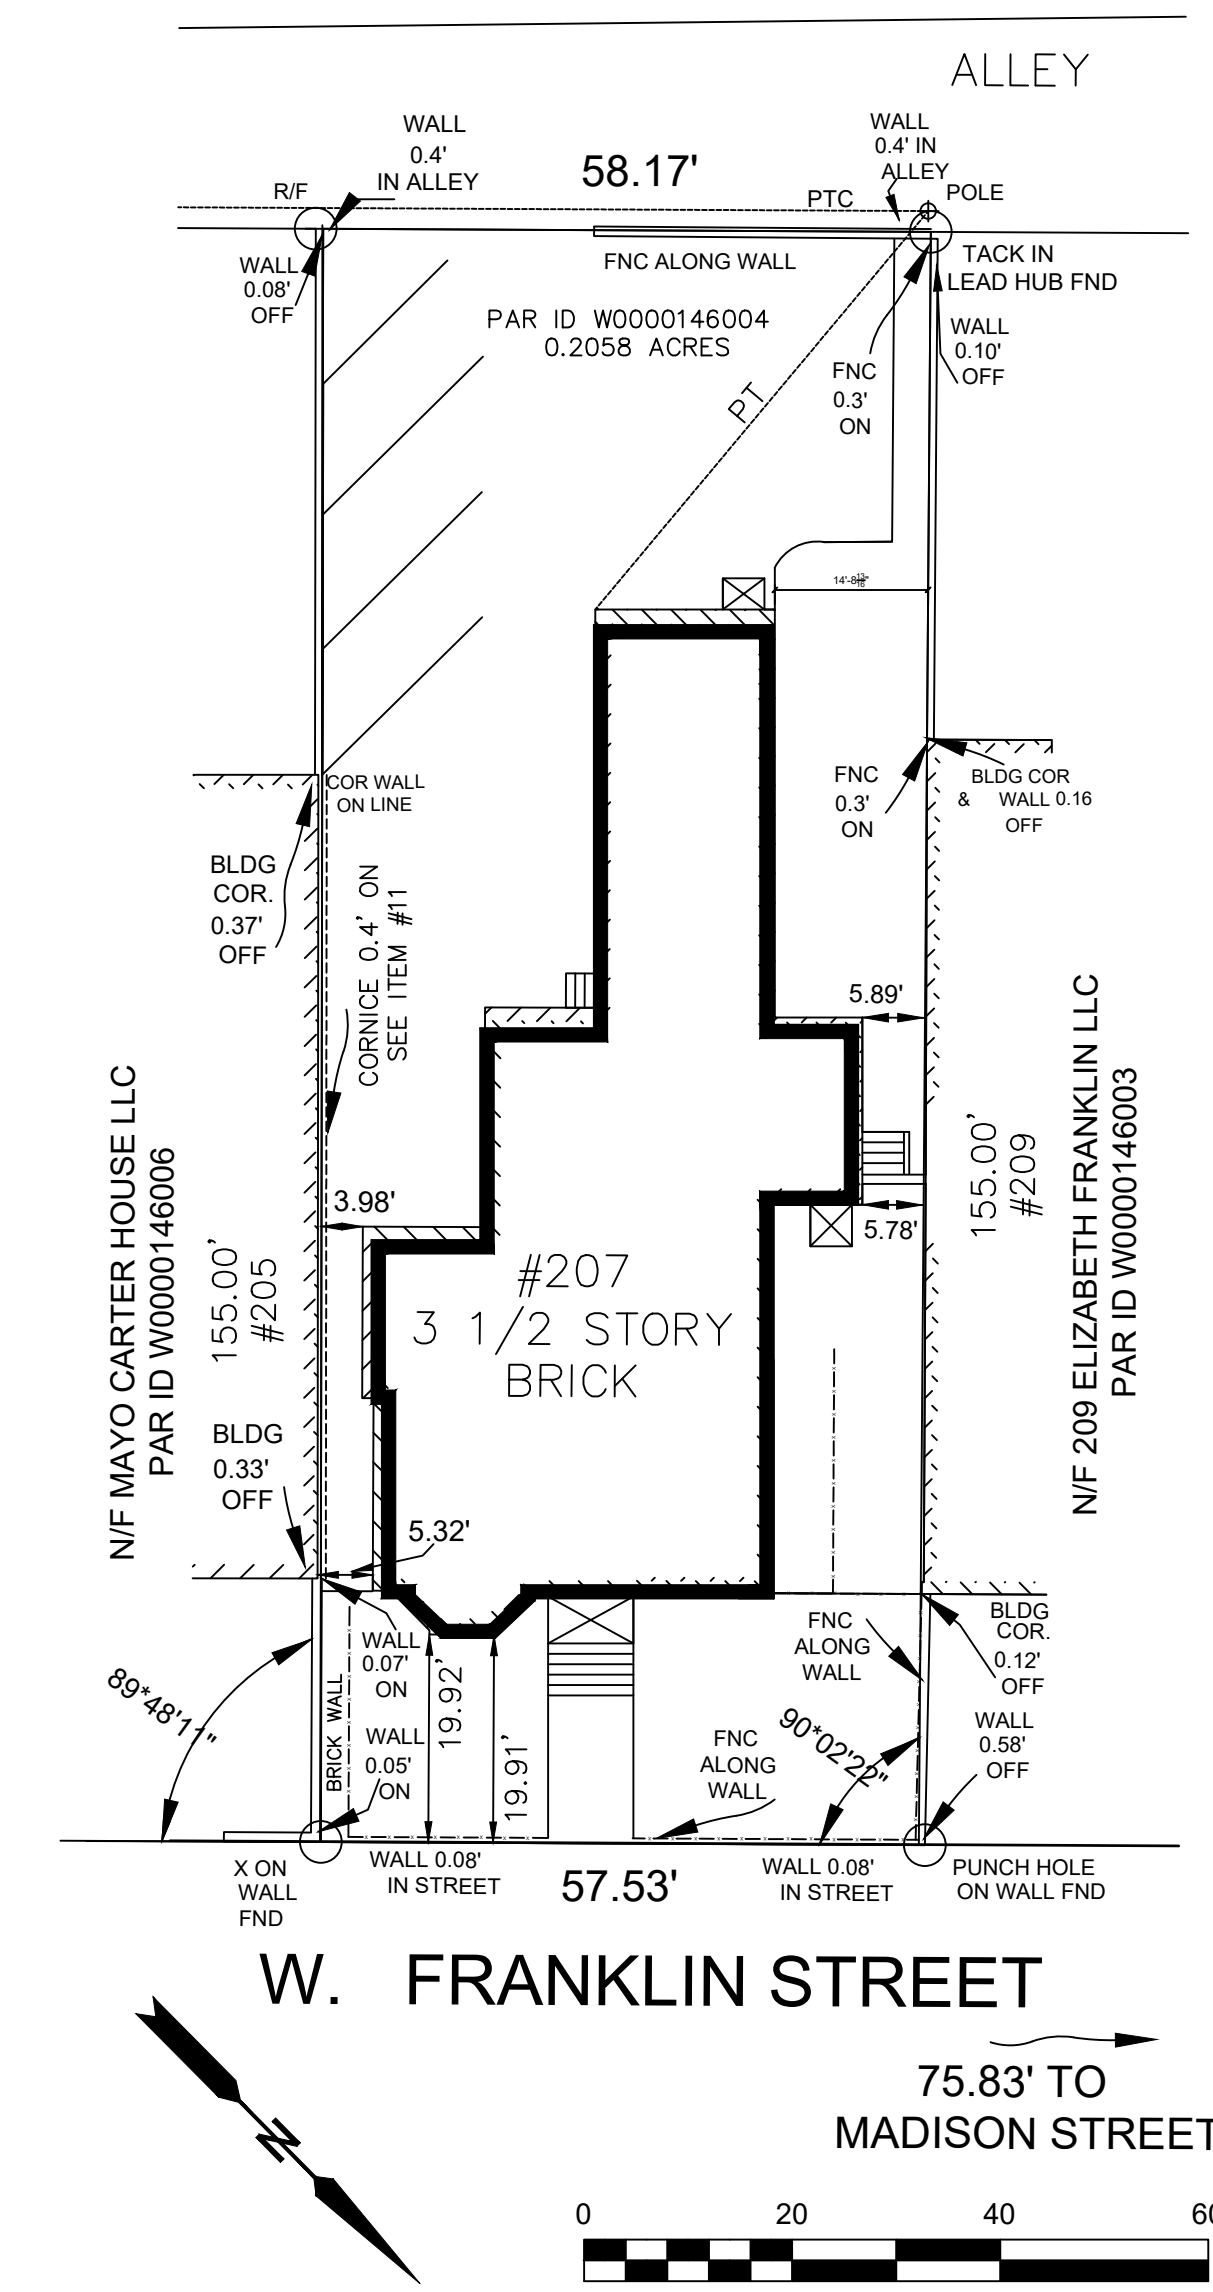 ALLEY
WALL
0.4'
IN ALLEY
58.17'
WALL
0.4' IN
ALLEY
R/F
PTC
POLE
WALL
0.08'
OFF
FNC ALONG WALL
TACK IN
LEAD HUB FND
PAR ID W0000146004
0.2058 ACRES
WALL
0.10'
OFF
PT
FNC
0.3'
ON
14'-8 13/16"
COR WALL
ON LINE
FNC
0.3'
ON
BLDG COR
& WALL 0.16
OFF
BLDG
COR.
0.37'
OFF
CORNICE 0.4' ON
SEE ITEM #11
5.89'
N/F MAYO CARTER HOUSE LLC
PAR ID W0000146006
155.00'
#205
3.98'
5.78'
155.00'
#209
N/F 209 ELIZABETH FRANKLIN LLC
PAR ID W0000146003
#207
3 1/2 STORY
BRICK
BLDG
0.33'
OFF
5.32'
WALL
0.07'
ON
FNC
ALONG
WALL
BLDG
COR.
0.12'
OFF
89*48'11"
BRICK WALL
WALL
0.05'
ON
19.92'
19.91'
FNC
ALONG
WALL
90*02'22"
WALL
0.58'
OFF
X ON
WALL
FND
WALL 0.08'
IN STREET
57.53'
WALL 0.08'
IN STREET
PUNCH HOLE
ON WALL FND
W. FRANKLIN STREET
75.83' TO
MADISON STREET
N
0 20 40 60